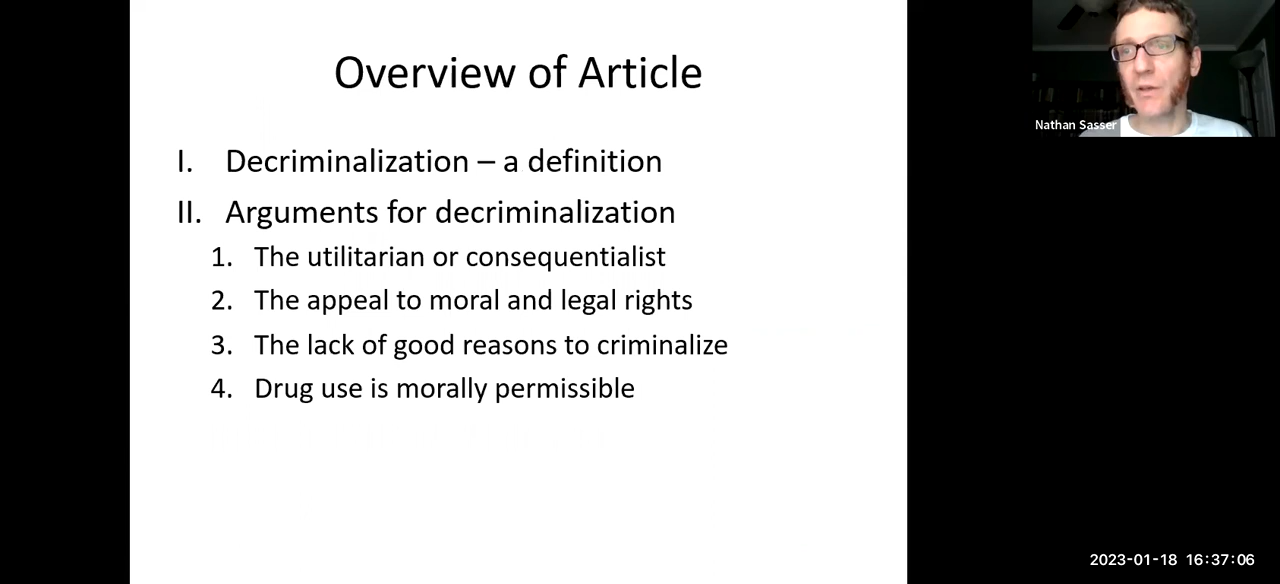 Overview of Article
I. Decriminalization – a definition
II. Arguments for decriminalization
1. The utilitarian or consequentialist
2. The appeal to moral and legal rights
3. The lack of good reasons to criminalize
4. Drug use is morally permissible
Nathan Sasser
2023-01-18 16:37:06